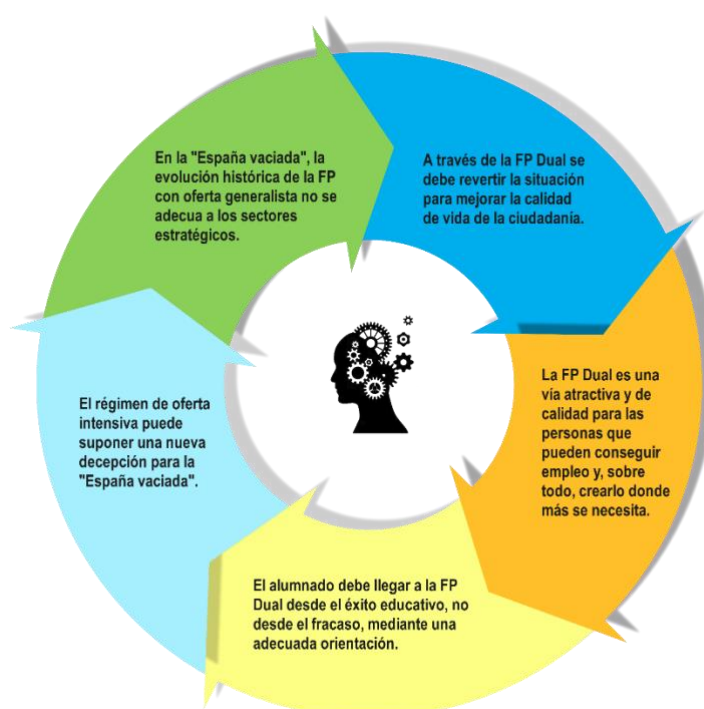 En la "España vaciada", la
evolución histórica de la FP
con oferta generalista no se
adecua a los sectores
estratégicos.
A través de la FP Dual se
debe revertir la situación
para mejorar la calidad
de vida de la ciudadanía.
La FP Dual es una
vía atractiva y de
calidad para las
personas que
pueden conseguir
empleo y, sobre
todo, crearlo donde
más se necesita.
El alumnado debe llegar a la FP
Dual desde el éxito educativo, no
desde el fracaso, mediante una
adecuada orientación.
El régimen de oferta
intensiva puede
suponer una nueva
decepción para la
"España vaciada".